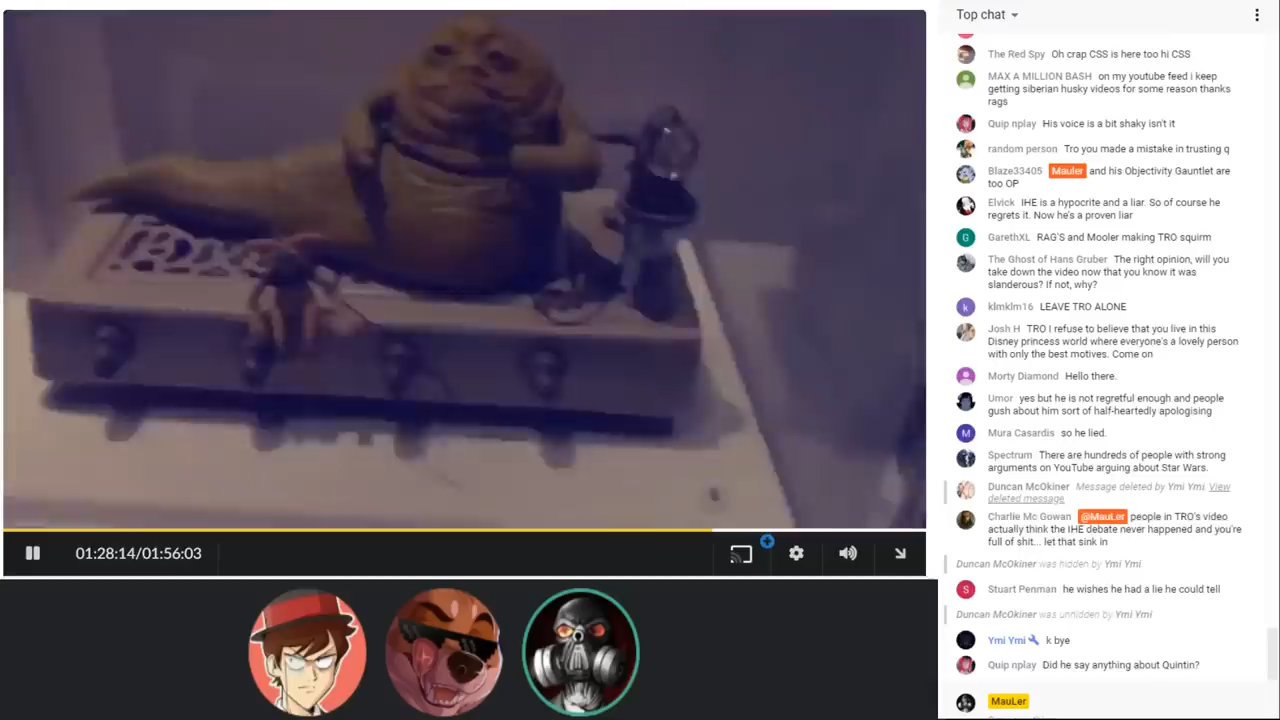 Top chat
The Red Spy Oh crap CSS is here too hi CSS
MAX A MILLION BASH on my youtube feed i keep
getting siberian husky videos for some reason thanks
rags
Quip nplay His voice is a bit shaky isn't it
random person Tro you made a mistake in trusting q
Blaze33405 Mauler and his Objectivity Gauntlet are
too OP
Elvick IHE is a hypocrite and a liar. So of course he
regrets it. Now he's a proven liar
G GarethXL RAG'S and Mooler making TRO squirm
The Ghost of Hans Gruber The right opinion, will you
take down the video now that you know it was
slanderous? If not, why?
k klmklm16 LEAVE TRO ALONE
Josh H TRO I refuse to believe that you live in this
Disney princess world where everyone's a lovely person
with only the best motives. Come on
Morty Diamond Hello there.
Umor yes but he is not regretful enough and people
gush about him sort of half-heartedly apologising
M Mura Casardis so he lied.
Spectrum There are hundreds of people with strong
arguments on YouTube arguing about Star Wars.
Duncan McOkiner Message deleted by Ymi Ymi. View
deleted message
Charlie Mc Gowan @MauLer people in TRO's video
actually think the IHE debate never happened and you're
full of shit... let that sink in
Duncan McOkiner was hidden by Ymi Ymi
S Stuart Penman he wishes he had a lie he could tell
Duncan McOkiner was unhidden by Ymi Ymi
Ymi Ymi k bye
Quip nplay Did he say anything about Quintin?
MauLer
01:28:14/01:56:03